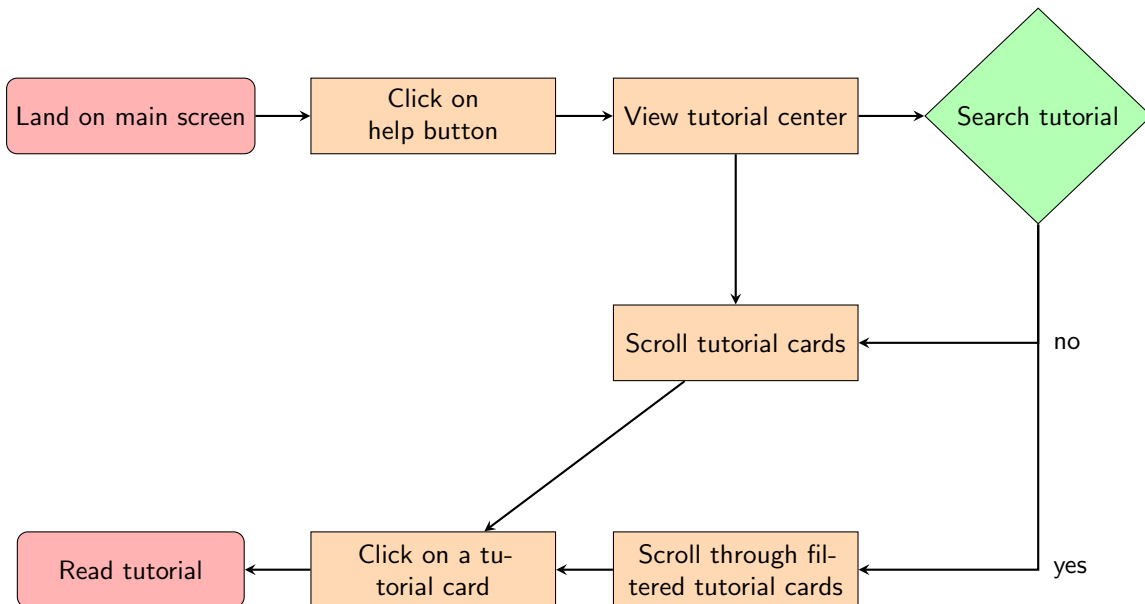 Land on main screen
Click on
help button
View tutorial center
Search tutorial
Scroll tutorial cards
no
Read tutorial
Click on a tu-
torial card
Scroll through fil-
tered tutorial cards
yes